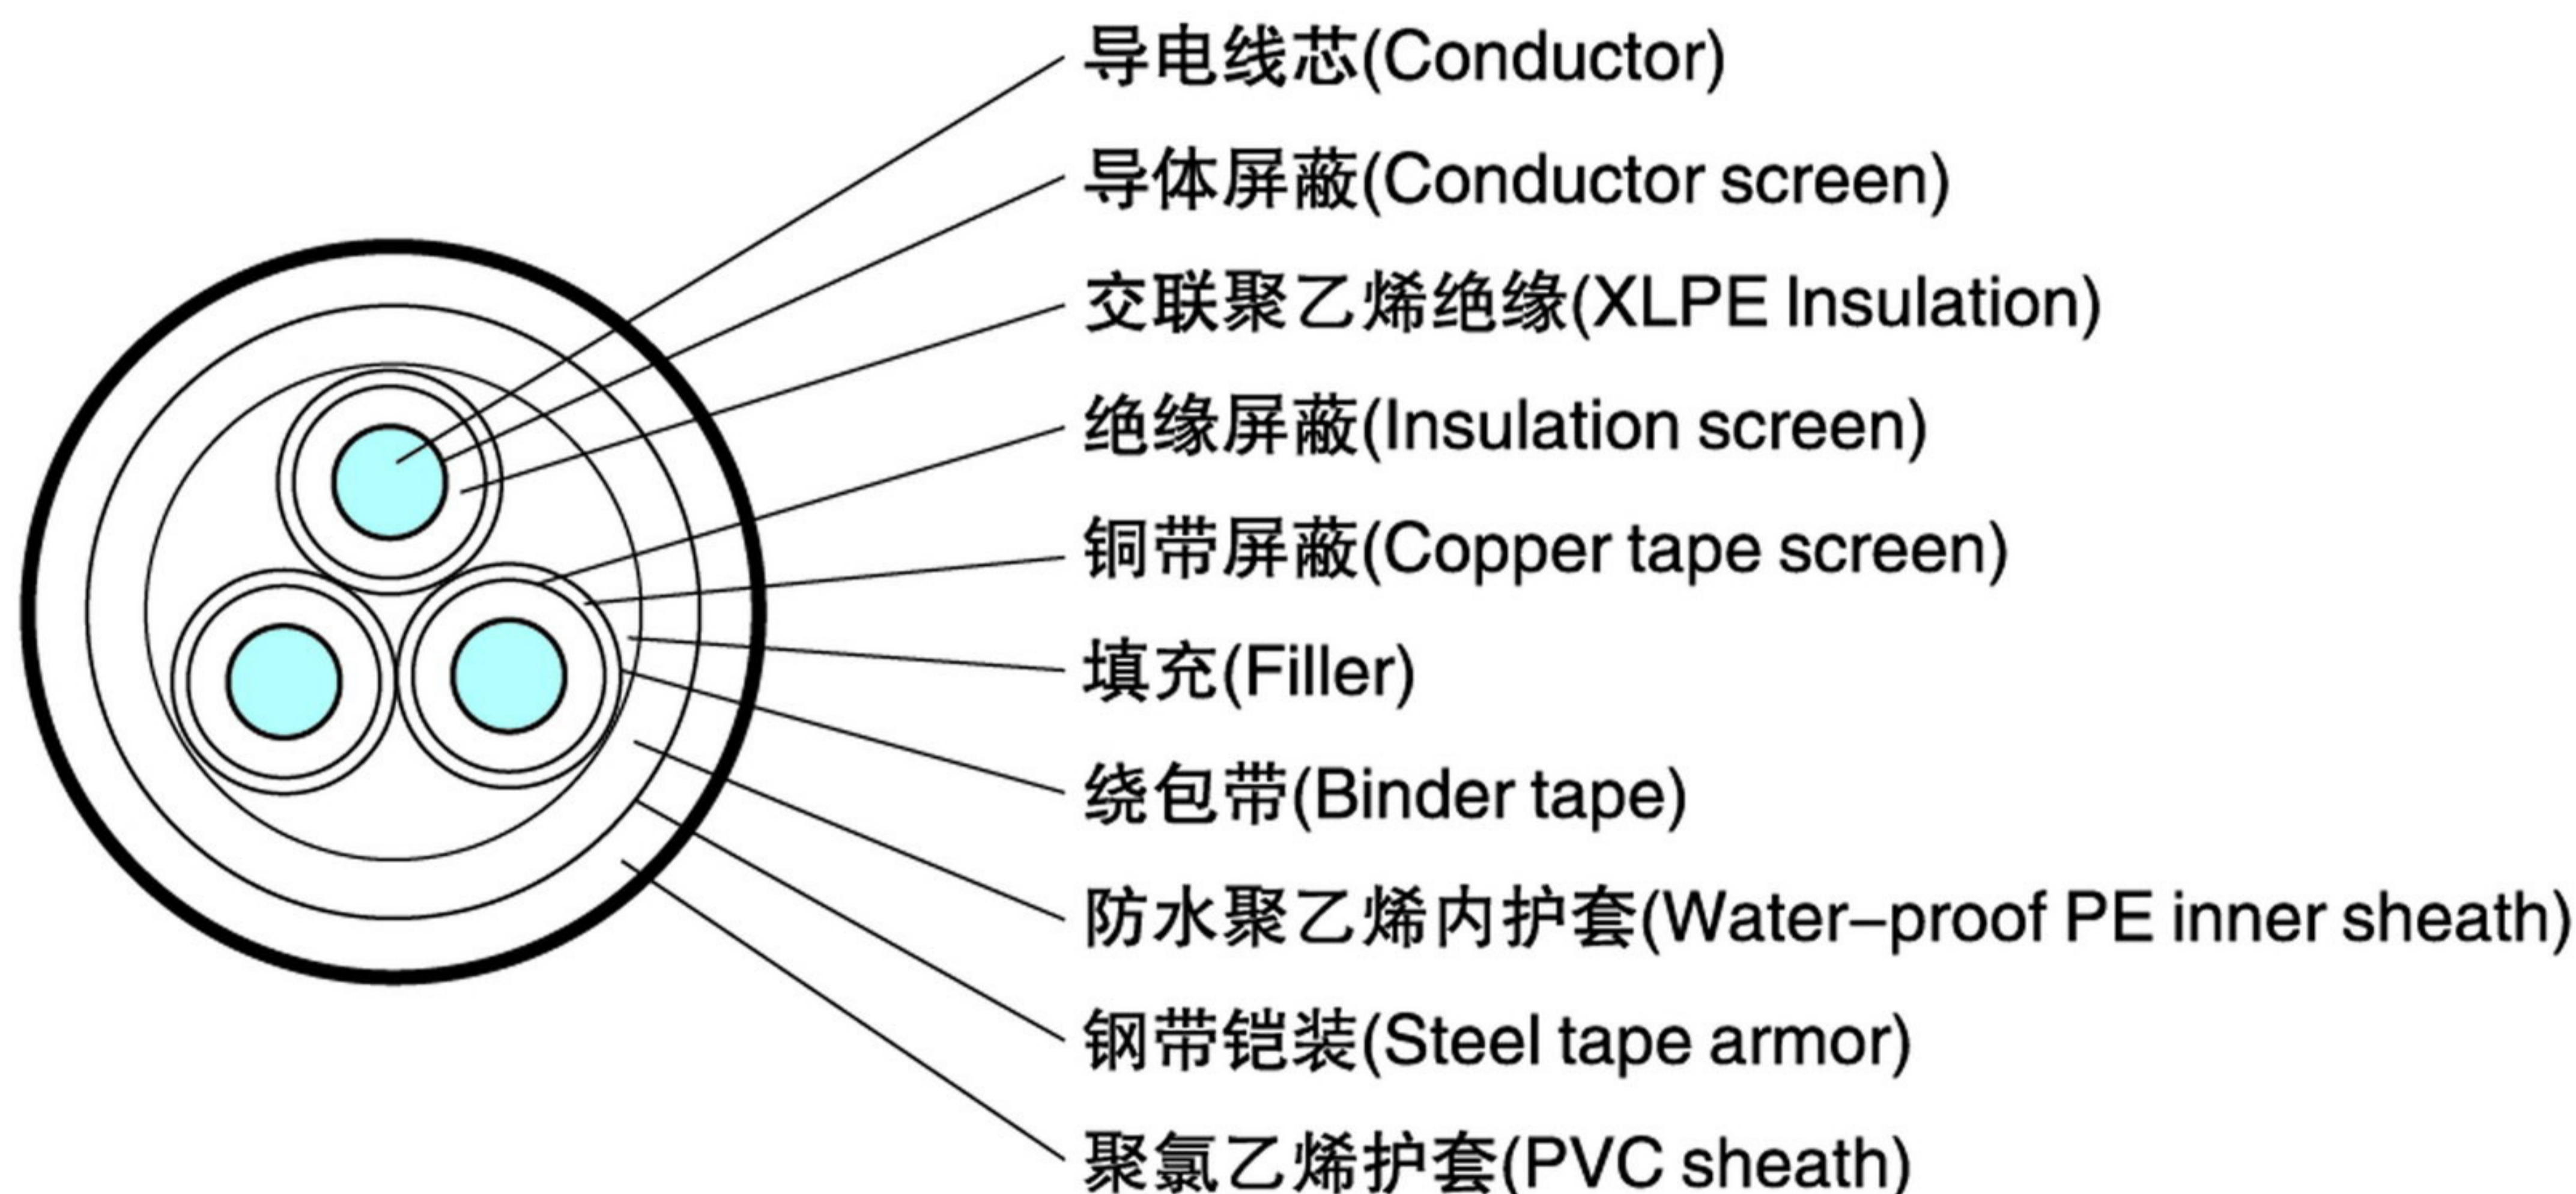 导电线芯(Conductor)
导体屏蔽(Conductor screen)
交联聚乙烯绝缘(XLPE Insulation)
绝缘屏蔽(Insulation screen)
铜带屏蔽(Copper tape screen)
填充(Filler)
绕包带(Binder tape)
防水聚乙烯内护套(Water–proof PE inner sheath)
钢带铠装(Steel tape armor)
聚氯乙烯护套(PVC sheath)